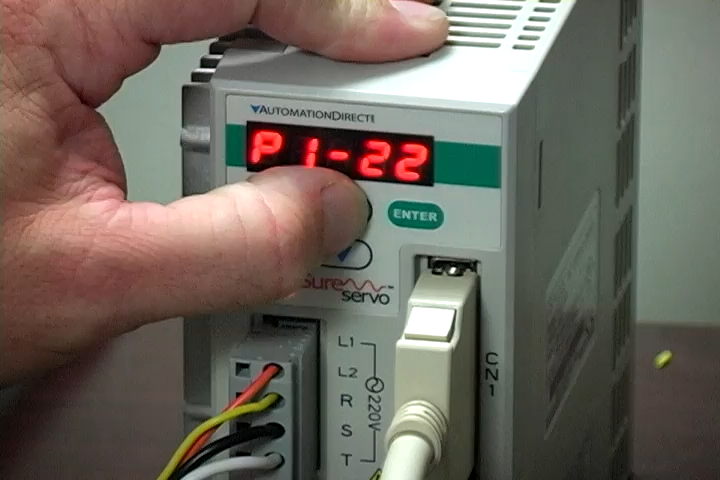 AUTOMATIONDIRECT
P1-22
ENTER
Sure
servo
L1
L2
R
S
T
220V
CN1